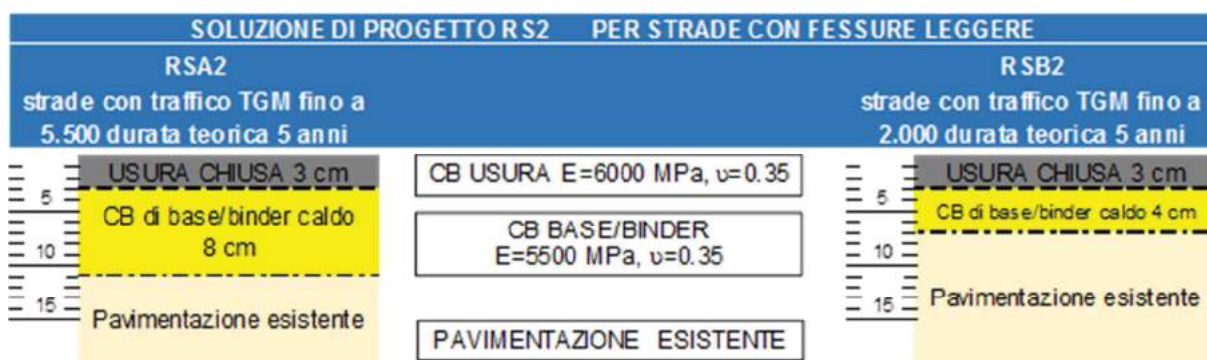 SOLUZIONE DI PROGETTO RS2 PER STRADE CON FESSURE LEGGERE
RSA2
strade con traffico TGM fino a
5.500 durata teorica 5 anni
RSB2
strade con traffico TGM fino a
2.000 durata teorica 5 anni
5
10
15
USURA CHIUSA 3 cm
CB di base/binder caldo
8 cm
Pavimentazione esistente
CB USURA E=6000 MPa, υ=0.35
CB BASE/BINDER
E=5500 MPa, υ=0.35
PAVIMENTAZIONE ESISTENTE
5
10
15
USURA CHIUSA 3 cm
CB di base/binder caldo 4 cm
Pavimentazione esistente